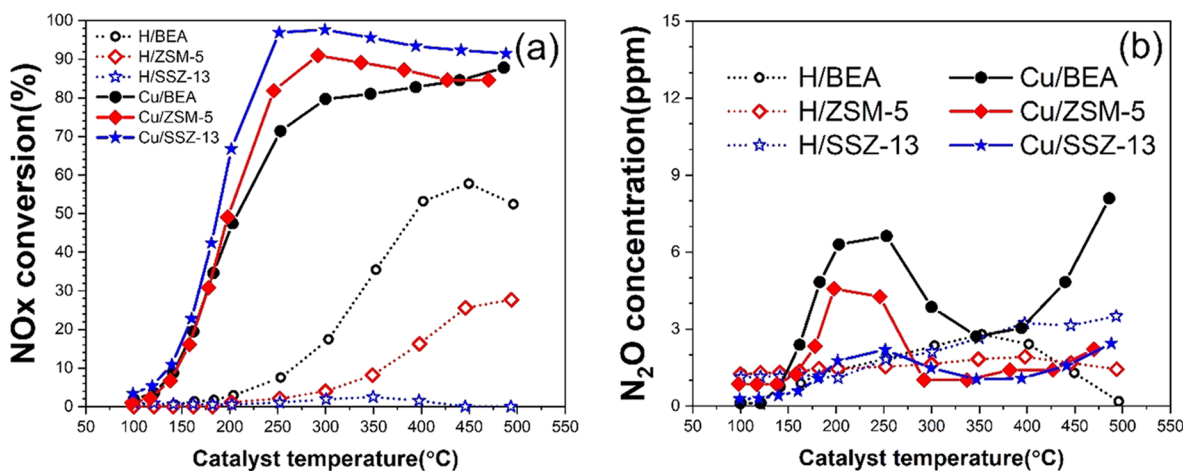 (a)
H/BEA
H/ZSM-5
H/SSZ-13
Cu/BEA
Cu/ZSM-5
Cu/SSZ-13
NOx conversion(%)
100
90
80
70
60
50
40
30
20
10
0
50 100 150 200 250 300 350 400 450 500 550
Catalyst temperature(°C)
(b)
H/BEA Cu/BEA
H/ZSM-5 Cu/ZSM-5
H/SSZ-13 Cu/SSZ-13
N₂O concentration(ppm)
15
12
9
6
3
0
50 100 150 200 250 300 350 400 450 500 550
Catalyst temperature(°C)